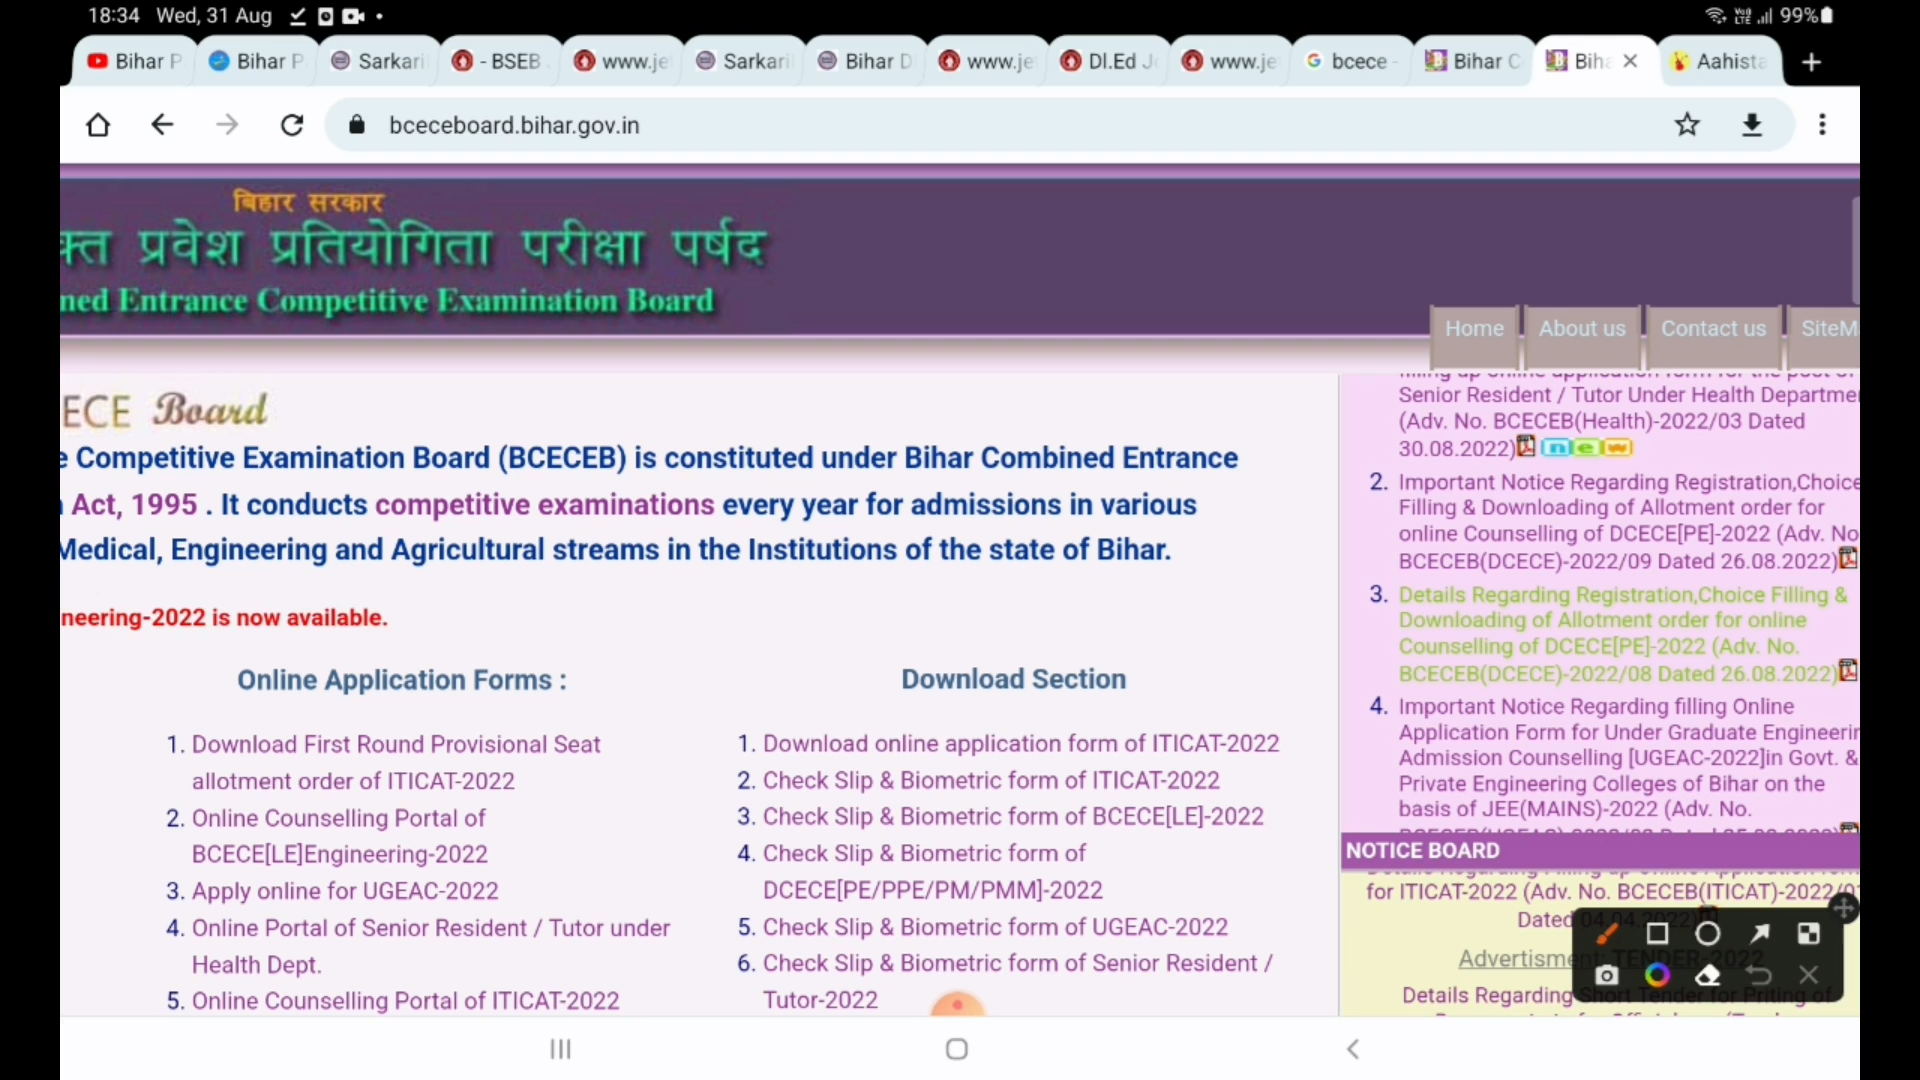 18:34 Wed, 31 Aug
99%
Bihar P
Bihar P
Sarkari
- BSEB
www.je
Sarkari
Bihar D
www.je
Dl.Ed J
www.je
bcece -
Bihar C
Biha
Aahista
bceceboard.bihar.gov.in
बिहार सरकार
क्त प्रवेश प्रतियोगिता परीक्षा पर्षद
ned Entrance Competitive Examination Board
Home
About us
Contact us
SiteM
ECE Board
e Competitive Examination Board (BCECEB) is constituted under Bihar Combined Entrance
Act, 1995 . It conducts competitive examinations every year for admissions in various
Medical, Engineering and Agricultural streams in the Institutions of the state of Bihar.
neering-2022 is now available.
Online Application Forms :
1. Download First Round Provisional Seat
allotment order of ITICAT-2022
2. Online Counselling Portal of
BCECE[LE]Engineering-2022
3. Apply online for UGEAC-2022
4. Online Portal of Senior Resident / Tutor under
Health Dept.
5. Online Counselling Portal of ITICAT-2022
Download Section
1. Download online application form of ITICAT-2022
2. Check Slip & Biometric form of ITICAT-2022
3. Check Slip & Biometric form of BCECE[LE]-2022
4. Check Slip & Biometric form of
DCECE[PE/PPE/PM/PMM]-2022
5. Check Slip & Biometric form of UGEAC-2022
6. Check Slip & Biometric form of Senior Resident /
Tutor-2022
Senior Resident / Tutor Under Health Departme
(Adv. No. BCECEB(Health)-2022/03 Dated
30.08.2022) new
2. Important Notice Regarding Registration,Choice
Filling & Downloading of Allotment order for
online Counselling of DCECE[PE]-2022 (Adv. No
BCECEB(DCECE)-2022/09 Dated 26.08.2022)
3. Details Regarding Registration,Choice Filling &
Downloading of Allotment order for online
Counselling of DCECE[PE]-2022 (Adv. No.
BCECEB(DCECE)-2022/08 Dated 26.08.2022)
4. Important Notice Regarding filling Online
Application Form for Under Graduate Engineerin
Admission Counselling [UGEAC-2022]in Govt. &
Private Engineering Colleges of Bihar on the
basis of JEE(MAINS)-2022 (Adv. No.
NOTICE BOARD
for ITICAT-2022 (Adv. No. BCECEB(ITICAT)-2022/01
Dated 04.04.2022)
Advertisment: TENDER-2022
Details Regarding Short Tender for Priting of